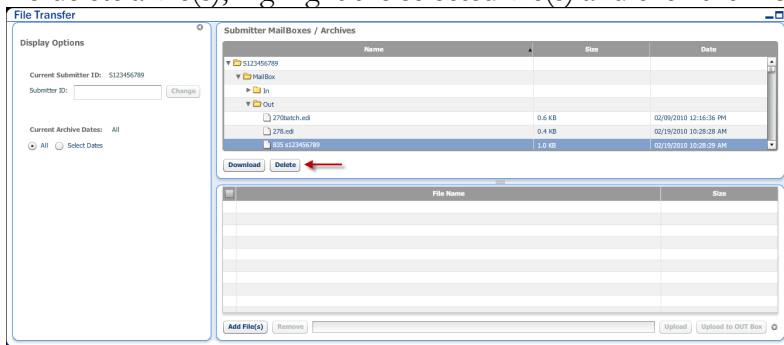 File Transfer
Display Options
Current Submitter ID: S123456789
Submitter ID:
Change
Current Archive Dates: All
All
Select Dates
Submitter MailBoxes / Archives
Name Size Date
S123456789
MailBox
In
Out
270batch.edi 0.6 KB 02/09/2010 12:16:36 PM
278.edi 0.4 KB 02/19/2010 10:28:28 AM
835 s123456789 1.0 KB 02/19/2010 10:28:29 AM
Download Delete
File Name Size
Add File(s) Remove Upload Upload to OUT Box